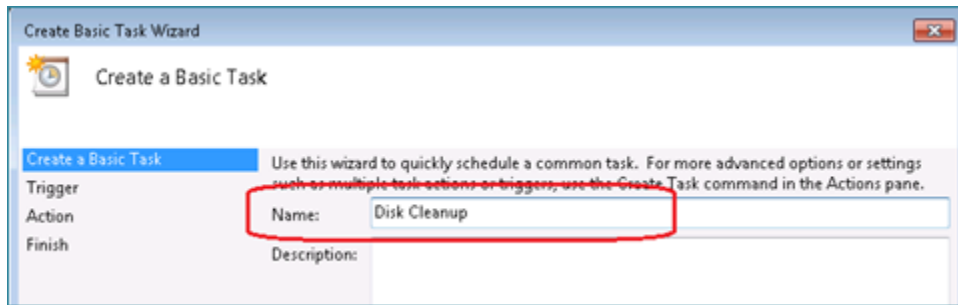 Create Basic Task Wizard
Create a Basic Task
Create a Basic Task
Use this wizard to quickly schedule a common task. For more advanced options or settings
such as multiple task actions or triggers, use the Create Task command in the Actions pane.
Trigger
Action
Finish
Name: Disk Cleanup
Description: